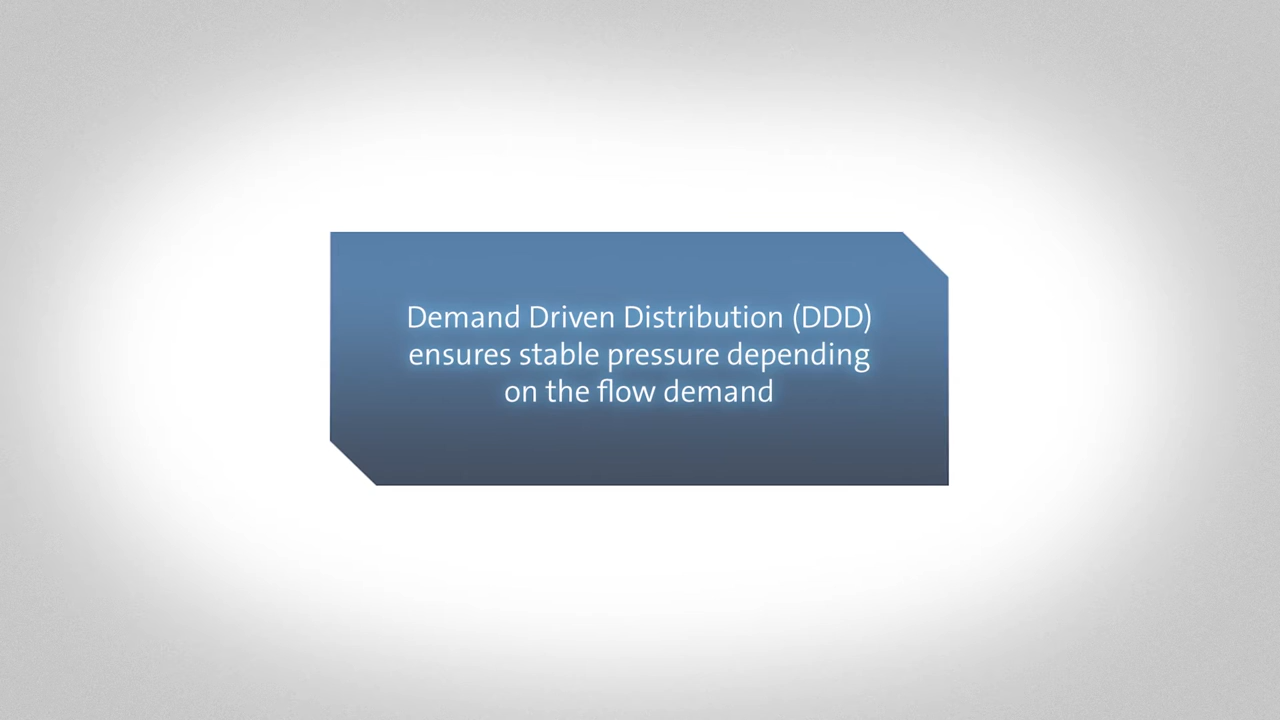 Demand Driven Distribution (DDD)
ensures stable pressure depending
on the flow demand